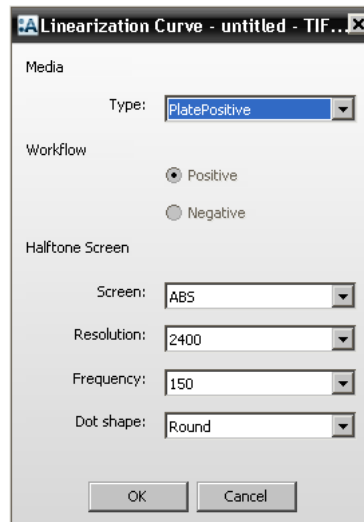 :A Linearization Curve - untitled - TIF...
Media
Type: PlatePositive
Workflow
Positive
Negative
Halftone Screen
Screen: ABS
Resolution: 2400
Frequency: 150
Dot shape: Round
OK Cancel